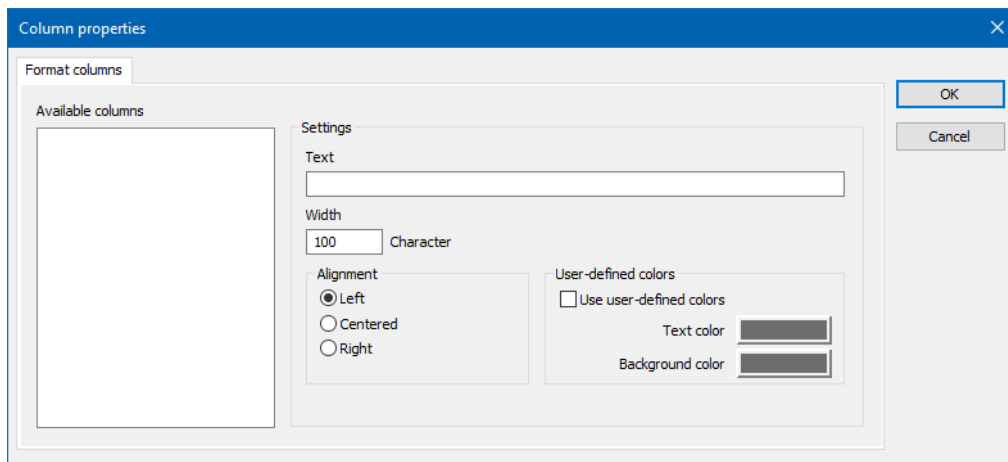 Column properties
Format columns
OK
Cancel
Available columns
Settings
Text
Width
100 Character
Alignment
Left
Centered
Right
User-defined colors
Use user-defined colors
Text color
Background color